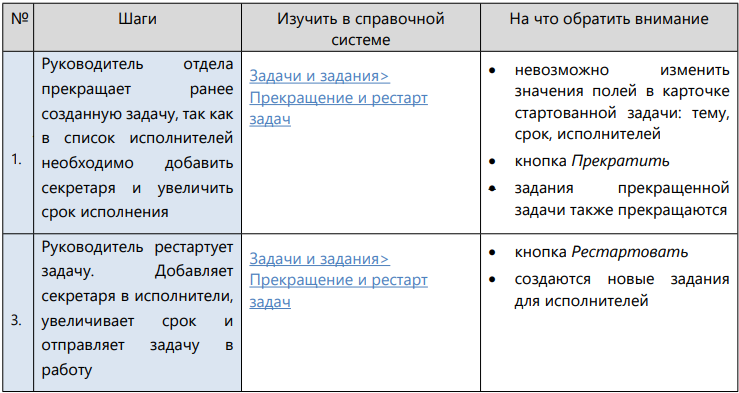 №
Шаги
Изучить в справочной
системе
На что обратить внимание
1.
Руководитель отдела
прекращает ранее
созданную задачу, так как
в список исполнителей
необходимо добавить
секретаря и увеличить
срок исполнения
Задачи и задания>
Прекращение и рестарт
задач
• невозможно изменить
значения полей в карточке
стартованной задачи: тему,
срок, исполнителей
• кнопка Прекратить
• задания прекращенной
задачи также прекращаются
3.
Руководитель рестартует
задачу. Добавляет
секретаря в исполнители,
увеличивает срок и
отправляет задачу в
работу
Задачи и задания>
Прекращение и рестарт
задач
• кнопка Рестартовать
• создаются новые задания
для исполнителей